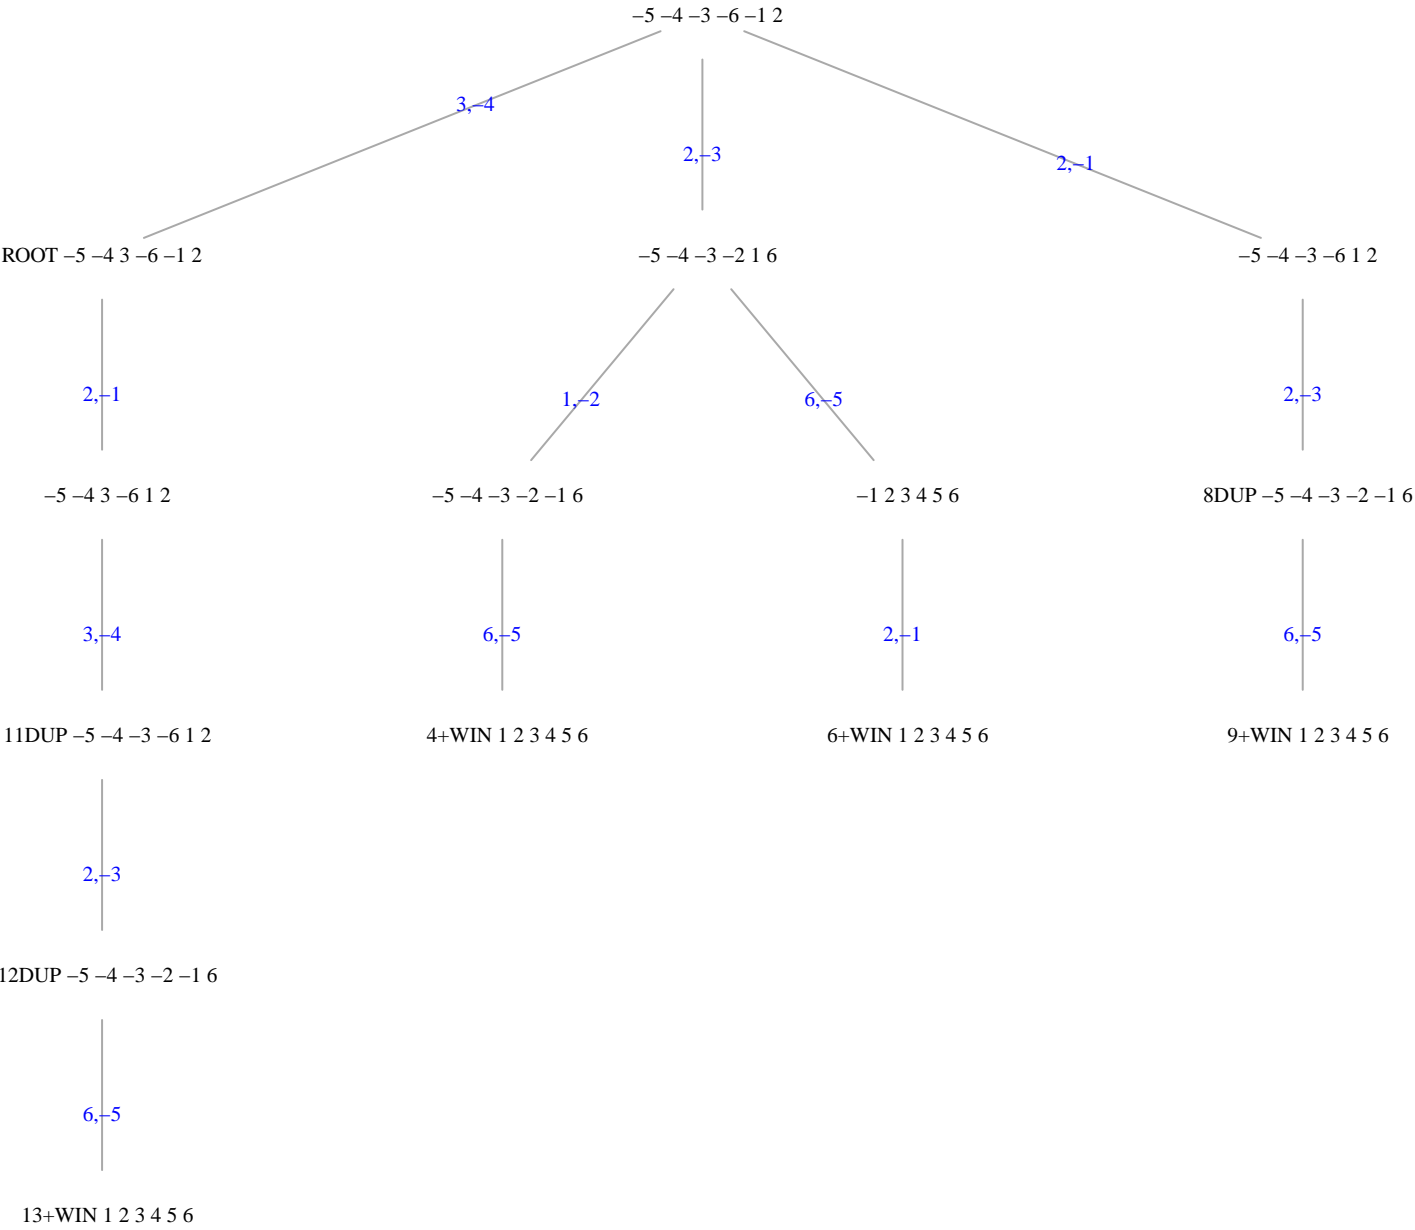 –5 –4 –3 –6 –1 2
3,–4
2,–3
2,–1
ROOT –5 –4 3 –6 –1 2
–5 –4 –3 –2 1 6
–5 –4 –3 –6 1 2
2,–1
1,–2
6,–5
2,–3
–5 –4 3 –6 1 2
–5 –4 –3 –2 –1 6
–1 2 3 4 5 6
8DUP –5 –4 –3 –2 –1 6
3,–4
6,–5
2,–1
6,–5
11DUP –5 –4 –3 –6 1 2
4+WIN 1 2 3 4 5 6
6+WIN 1 2 3 4 5 6
9+WIN 1 2 3 4 5 6
2,–3
12DUP –5 –4 –3 –2 –1 6
6,–5
13+WIN 1 2 3 4 5 6